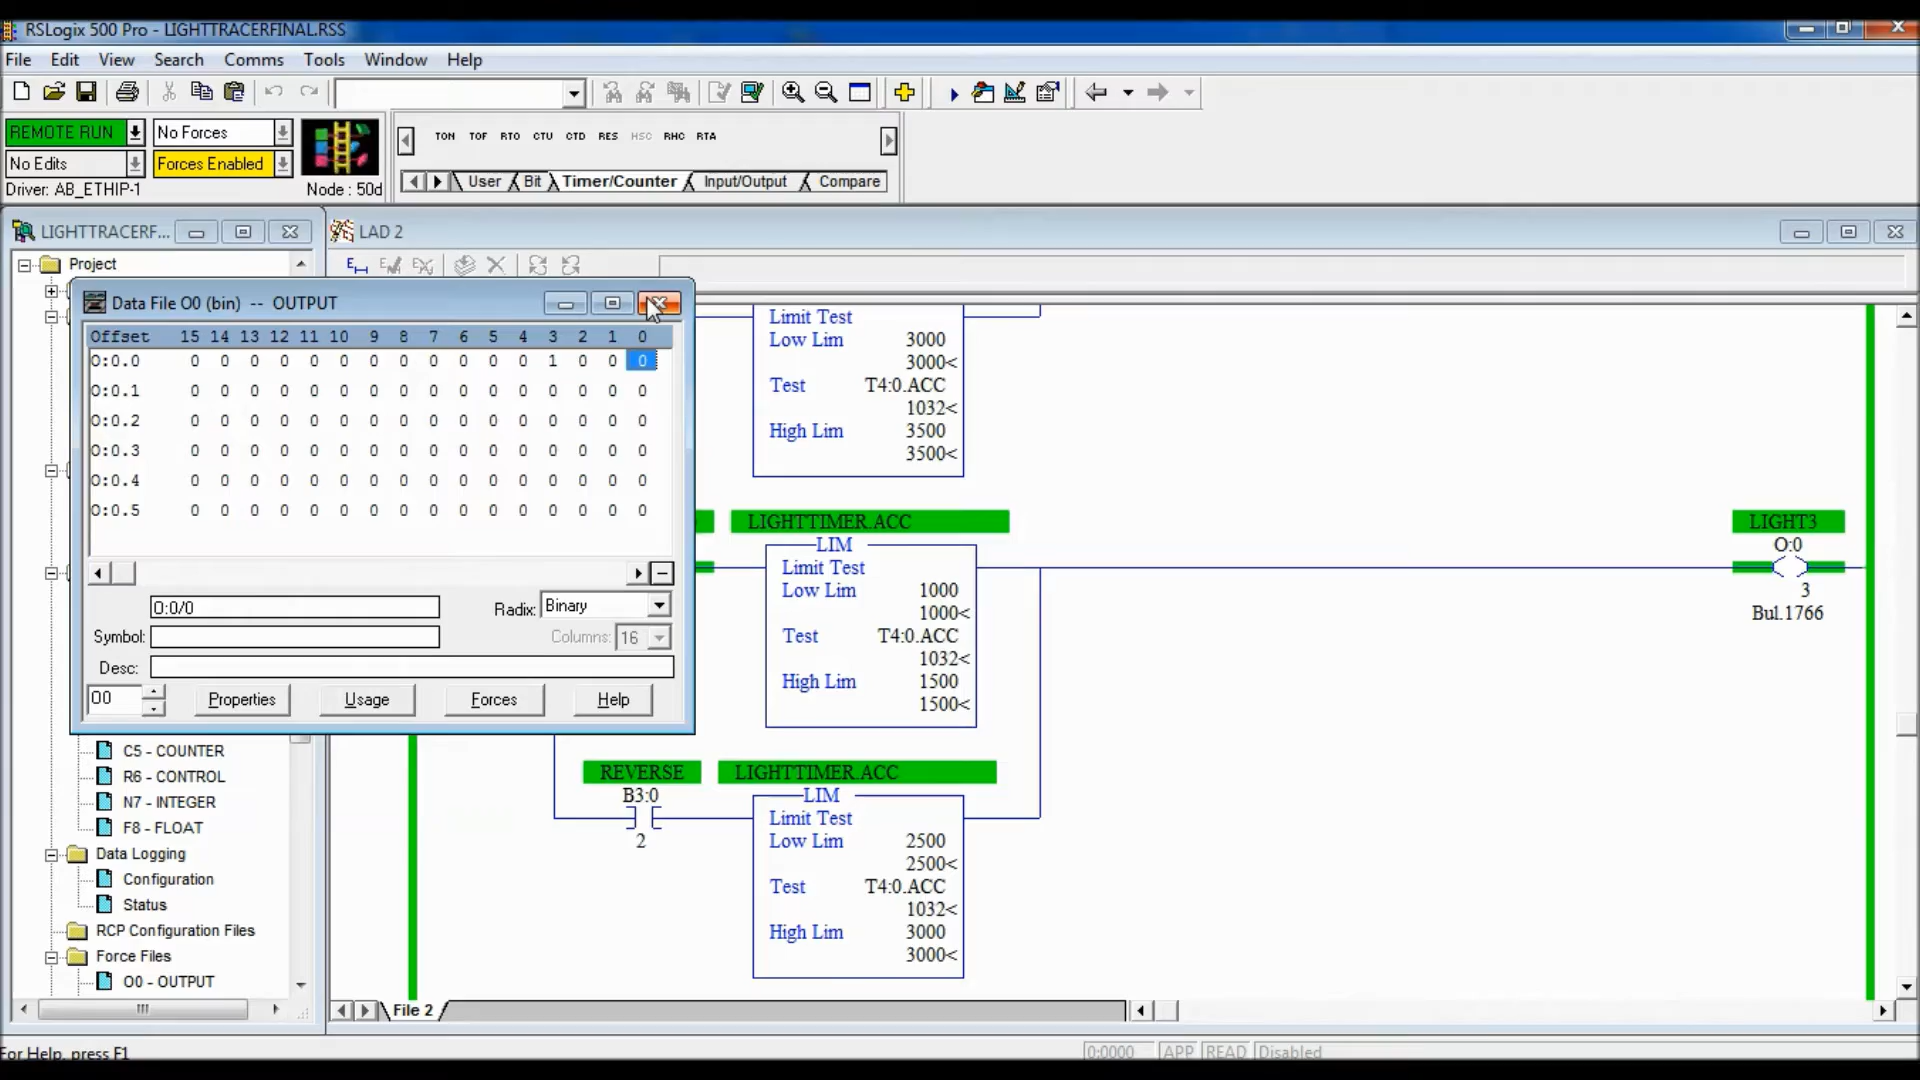 RSLogix 500 Pro - LIGHTTRACERFINAL.RSS
File Edit View Search Comms Tools Window Help
REMOTE RUN No Forces
No Edits Forces Enabled
Driver: AB_ETHIP-1 Node : 50d
TON TOF RTO CTU CTD RES HSC RHC RTA
User Bit Timer/Counter Input/Output Compare
LIGHTTRACERF...
LAD 2
Project
Data File O0 (bin) -- OUTPUT
Offset 15 14 13 12 11 10 9 8 7 6 5 4 3 2 1 0
O:0.0 0 0 0 0 0 0 0 0 0 0 0 0 1 0 0 0
O:0.1 0 0 0 0 0 0 0 0 0 0 0 0 0 0 0 0
O:0.2 0 0 0 0 0 0 0 0 0 0 0 0 0 0 0 0
O:0.3 0 0 0 0 0 0 0 0 0 0 0 0 0 0 0 0
O:0.4 0 0 0 0 0 0 0 0 0 0 0 0 0 0 0 0
O:0.5 0 0 0 0 0 0 0 0 0 0 0 0 0 0 0 0
O:0/0 Radix: Binary
Symbol: Columns: 16
Desc:
O0 Properties Usage Forces Help
C5 - COUNTER
R6 - CONTROL
N7 - INTEGER
F8 - FLOAT
Data Logging
Configuration
Status
RCP Configuration Files
Force Files
O0 - OUTPUT
Limit Test
Low Lim 3000
3000<
Test T4:0.ACC
1032<
High Lim 3500
3500<
LIGHTTIMER.ACC
LIM
Limit Test
Low Lim 1000
1000<
Test T4:0.ACC
1032<
High Lim 1500
1500<
LIGHT3
O:0
3
Bul.1766
REVERSE
B3:0
2
LIGHTTIMER.ACC
LIM
Limit Test
Low Lim 2500
2500<
Test T4:0.ACC
1032<
High Lim 3000
3000<
File 2
For Help, press F1
0:0000 APP READ Disabled